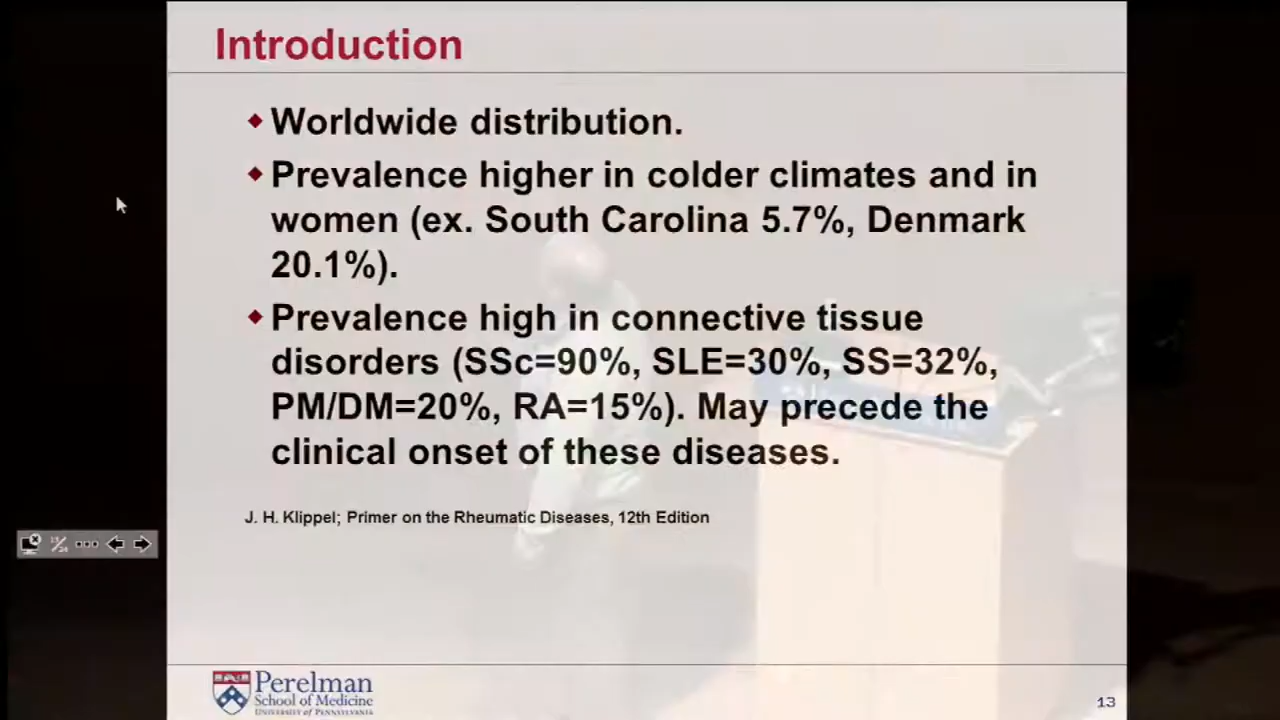 Introduction
Worldwide distribution.
Prevalence higher in colder climates and in
women (ex. South Carolina 5.7%, Denmark
20.1%).
Prevalence high in connective tissue
disorders (SSc=90%, SLE=30%, SS=32%,
PM/DM=20%, RA=15%). May precede the
clinical onset of these diseases.
J. H. Klippel; Primer on the Rheumatic Diseases, 12th Edition
Perelman
School of Medicine
UNIVERSITY of PENNSYLVANIA
13